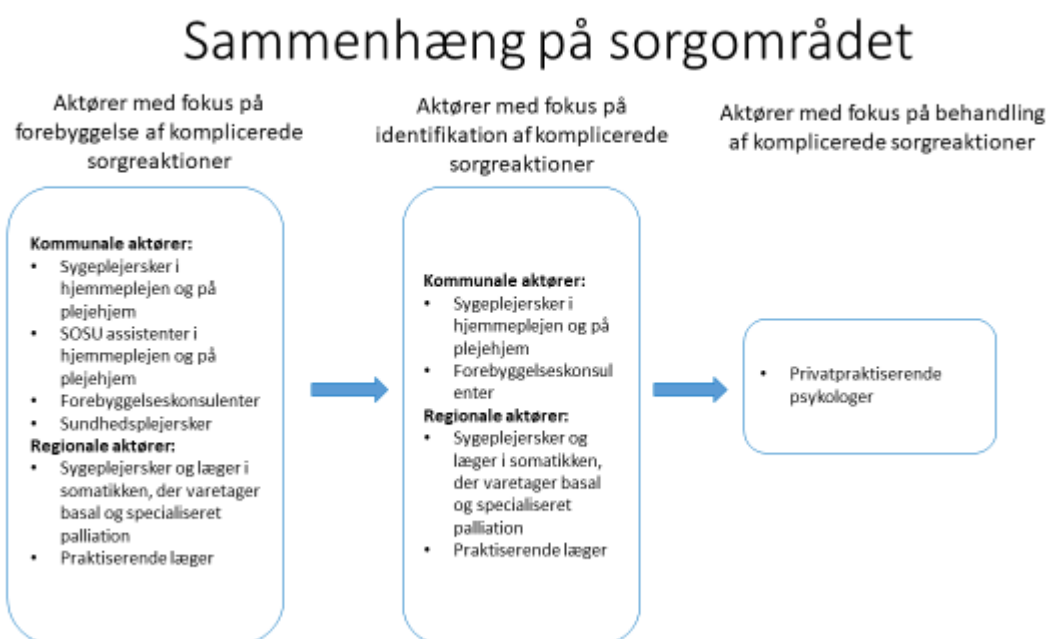 Sammenhæng på sorgområdet
Aktører med fokus på
forebyggelse af komplicerede
sorgreaktioner
Kommunale aktører:
• Sygeplejersker i
hjemmeplejen og på
plejehjem
• SOSU assistenter i
hjemmeplejen og på
plejehjem
• Forebyggelseskonsulenter
• Sundhedsplejersker
Regionale aktører:
• Sygeplejersker og læger i
somatikken, der varetager
basal og specialiseret
palliation
• Praktiserende læger
Aktører med fokus på
identifikation af komplicerede
sorgreaktioner
Kommunale aktører:
• Sygeplejersker i
hjemmeplejen og på
plejehjem
• Forebyggelseskonsul
enter
Regionale aktører:
• Sygeplejersker og
læger i somatikken,
der varetager basal
og specialiseret
palliation
• Praktiserende læger
Aktører med fokus på behandling
af komplicerede sorgreaktioner
• Privatpraktiserende
psykologer